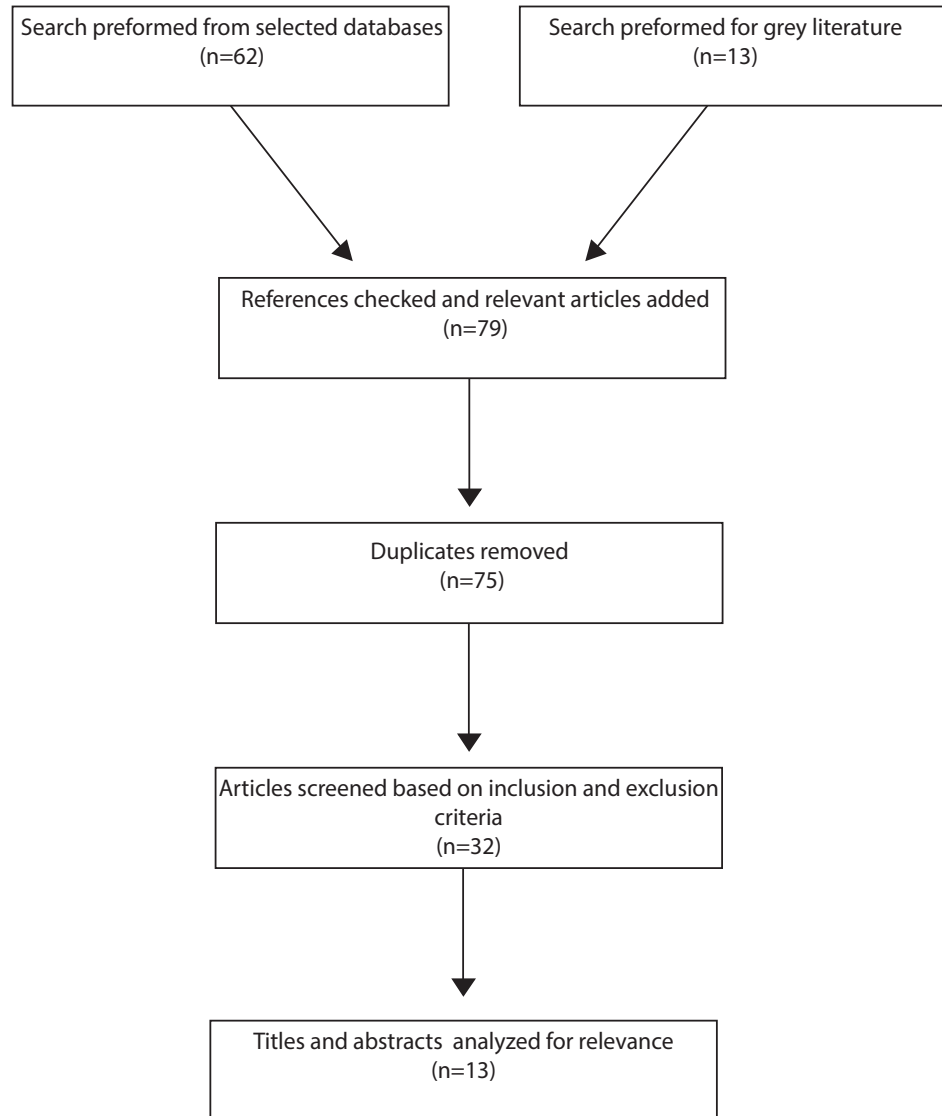 Search preformed from selected databases
(n=62)
Search preformed for grey literature
(n=13)
References checked and relevant articles added
(n=79)
Duplicates removed
(n=75)
Articles screened based on inclusion and exclusion
criteria
(n=32)
Titles and abstracts analyzed for relevance
(n=13)